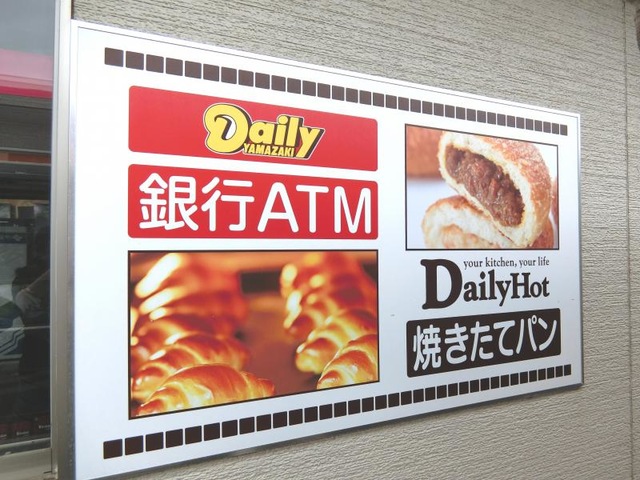 Daily
YAMAZAKI
銀行ATM
your kitchen, your life
DailyHot
焼きたてパン